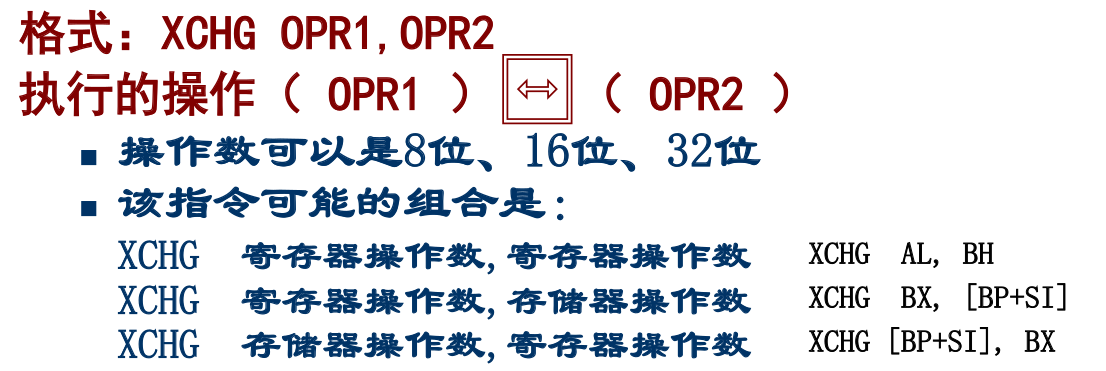 格式：XCHG OPR1,OPR2
执行的操作（ OPR1 ） ⇔ （ OPR2 ）
■ 操作数可以是8位、16位、32位
■ 该指令可能的组合是:
XCHG 寄存器操作数,寄存器操作数 XCHG AL, BH
XCHG 寄存器操作数,存储器操作数 XCHG BX, [BP+SI]
XCHG 存储器操作数,寄存器操作数 XCHG [BP+SI], BX